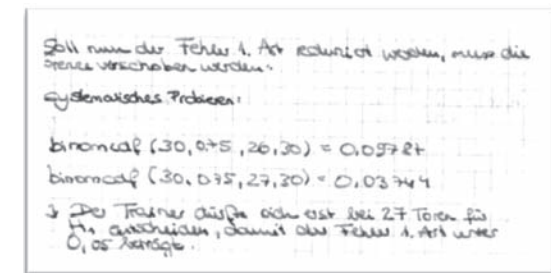 Soll nun der Fehler 1. Art reduziert werden, muss die
Grenze verschoben werden.
Systematisches Probieren:
binomcdf (30, 0.75, 26, 30) = 0,09787
binomcdf (30, 0.75, 27, 30) = 0,03744
→ Der Trainer dürfte sich erst bei 27 Toren für
H₁ entscheiden, damit der Fehler 1. Art unter
0,05 beträgt.